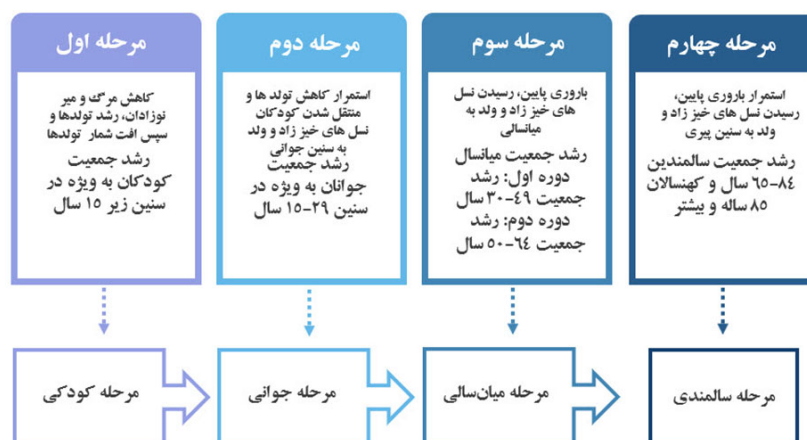 مرحله اول
کاهش مرگ و میر
نوزادان، رشد تولدها و
سپس افت شمار تولدها
رشد جمعیت
کودکان به ویژه در
سنین زیر ۱۵ سال
مرحله کودکی
مرحله دوم
استمرار کاهش تولد ها و
منتقل شدن کودکان
نسل های خیز زاد و ولد
به سنین جوانی
رشد جمعیت
جوانان به ویژه در
سنین ۲۹-۱۵ سال
مرحله جوانی
مرحله سوم
باروری پایین، رسیدن نسل
های خیز زاد و ولد به
میانسالی
رشد جمعیت میانسال
دوره اول: رشد
جمعیت ۴۹-۳۰ سال
دوره دوم: رشد
جمعیت ۶۴-۵۰ سال
مرحله میان‌سالی
مرحله چهارم
استمرار باروری پایین،
رسیدن نسل های خیز زاد و
ولد به سنین پیری
رشد جمعیت سالمندین
۸۴-۶۵ سال و کهنسالان
۸۵ ساله و بیشتر
مرحله سالمندی